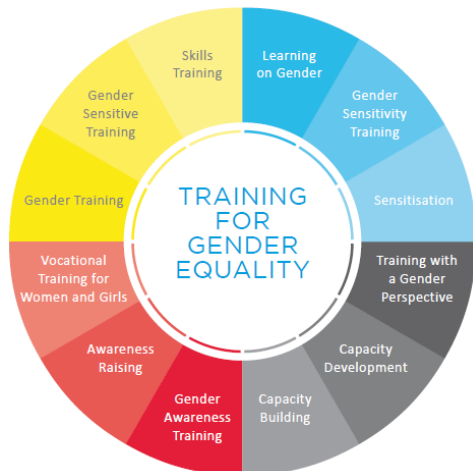 TRAINING
FOR
GENDER
EQUALITY
Learning
on Gender
Gender
Sensitivity
Training
Sensitisation
Training with
a Gender
Perspective
Capacity
Development
Capacity
Building
Gender
Awareness
Training
Awareness
Raising
Vocational
Training for
Women and Girls
Gender Training
Gender
Sensitive
Training
Skills
Training